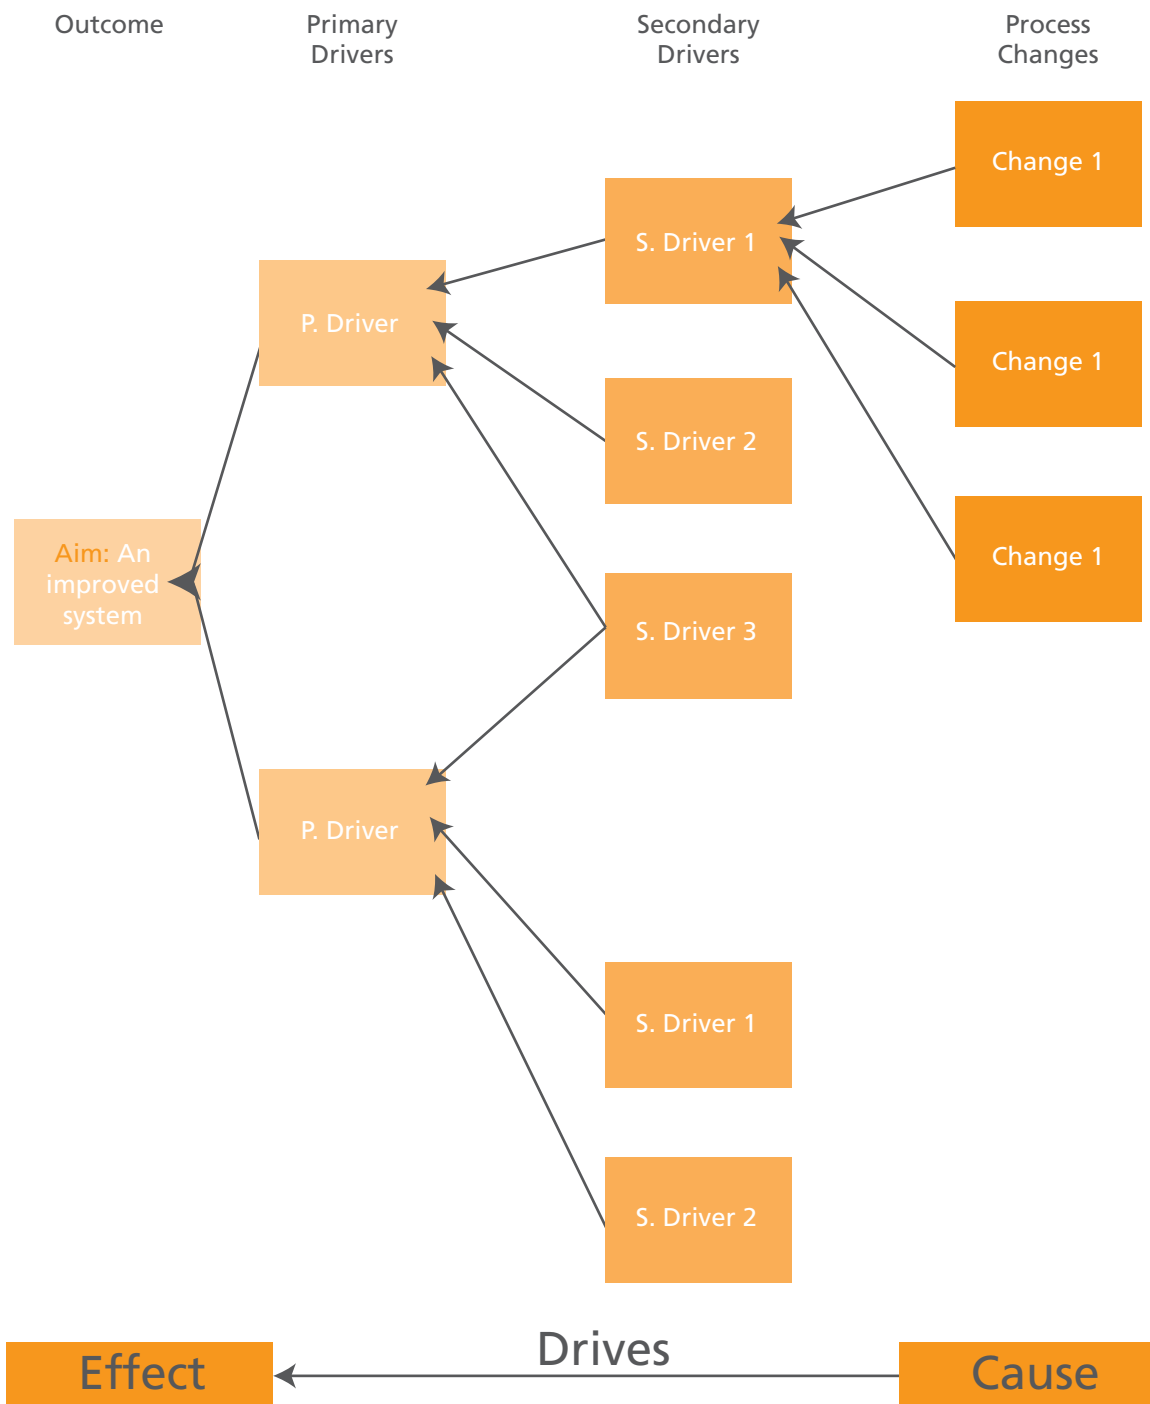 Outcome
Primary
Drivers
Secondary
Drivers
Process
Changes
Change 1
S. Driver 1
P. Driver
Change 1
S. Driver 2
Aim: An
improved
system
Change 1
S. Driver 3
P. Driver
S. Driver 1
S. Driver 2
Effect
Drives
Cause